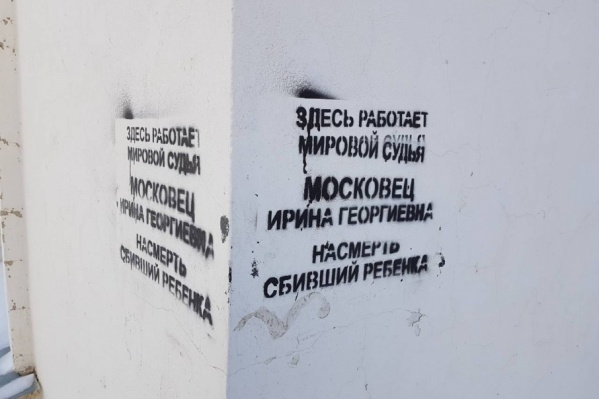 ЗДЕСЬ РАБОТАЕТ
МИРОВОЙ СУДЬЯ
МОСКОВЕЦ
ИРИНА ГЕОРГИЕВНА
НАСМЕРТЬ
СБИВШИЙ РЕБЕНКА
ЗДЕСЬ РАБОТАЕТ
МИРОВОЙ СУДЬЯ
МОСКОВЕЦ
ИРИНА ГЕОРГИЕВНА
НАСМЕРТЬ
СБИВШИЙ РЕБЕНКА